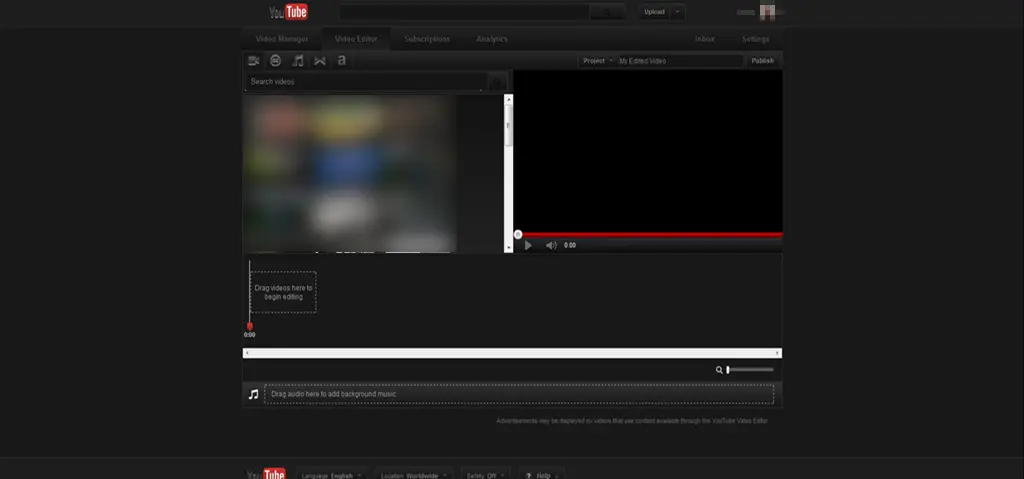 YouTube
Upload
Video Manager Video Editor Subscriptions Analytics Inbox Settings
a
Project My Edited Video Publish
Search videos
0:00
Drag videos here to
begin editing
0:00
Drag audio here to add background music
Advertisements may be displayed on videos that use content available through the YouTube Video Editor
YouTube Language: English Location: Worldwide Safety: Off ? Help